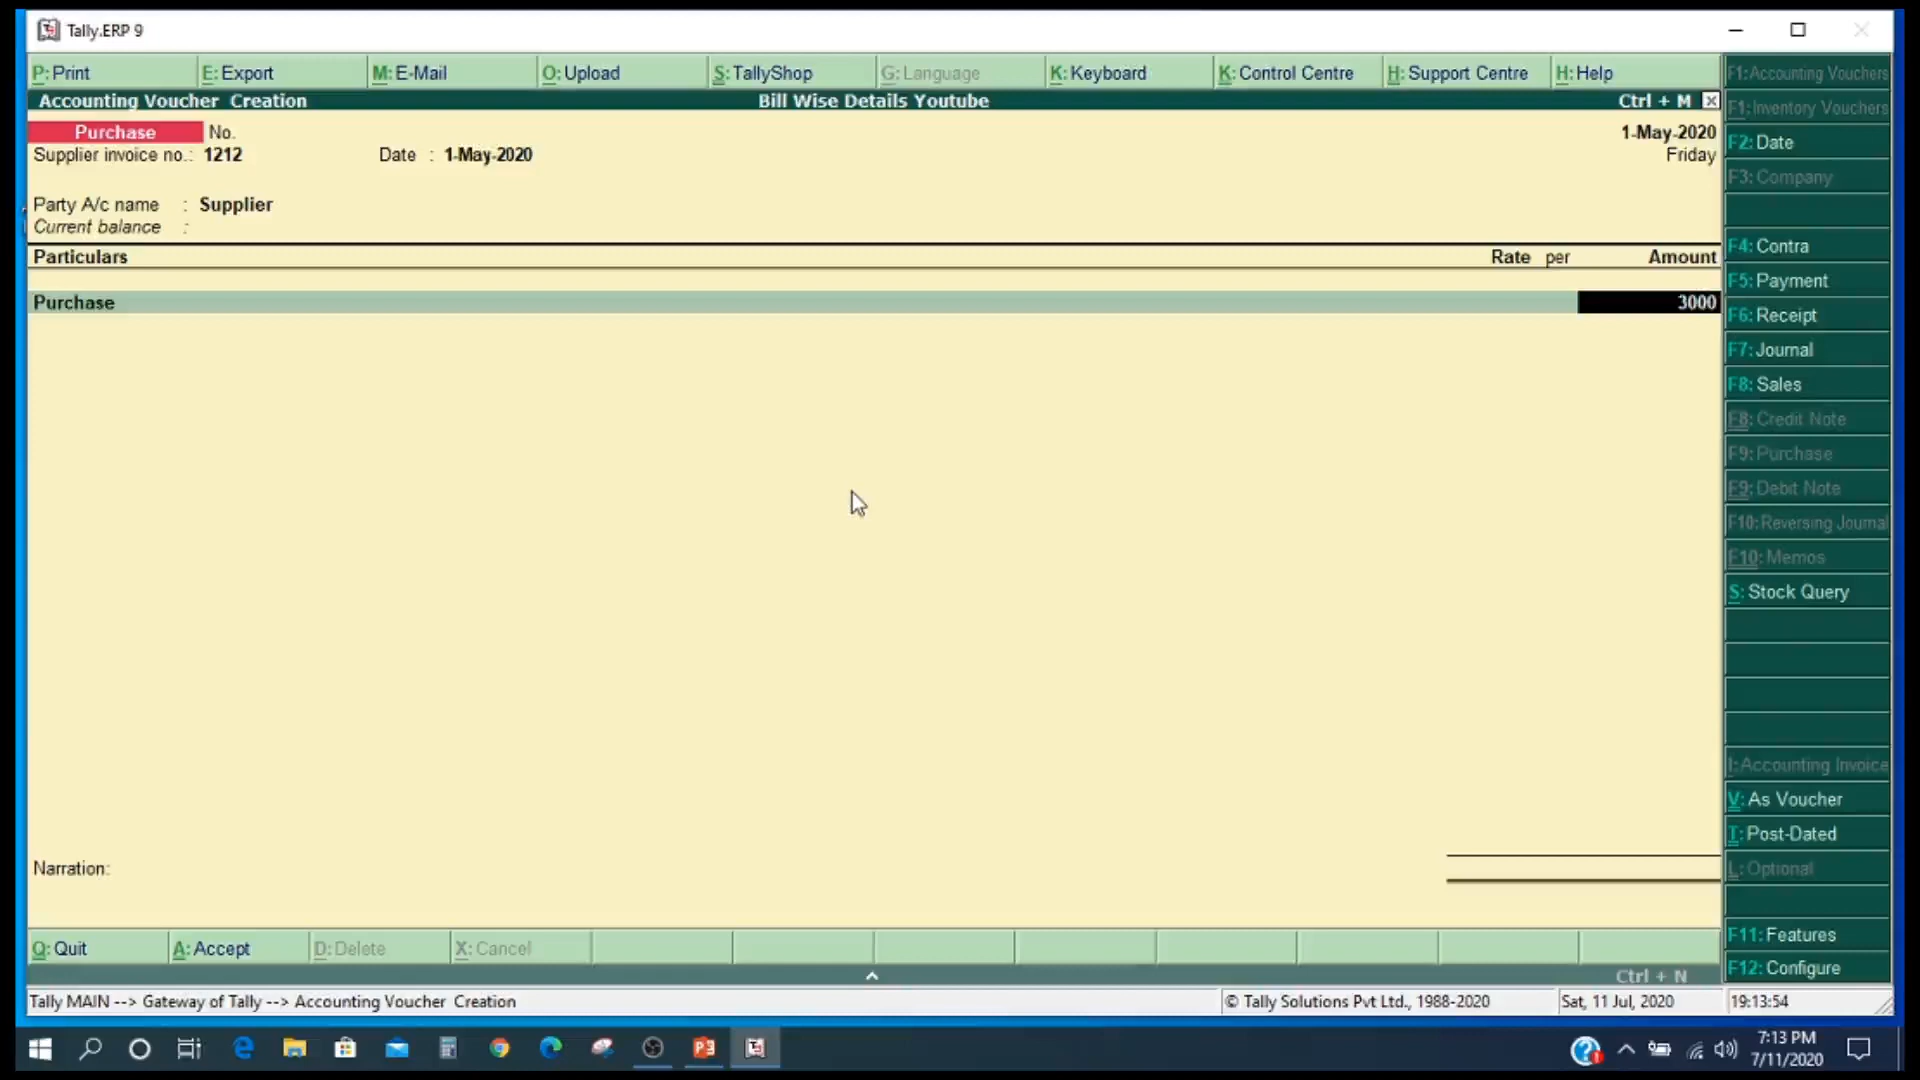 Tally.ERP 9
P: Print E: Export M: E-Mail O: Upload S: TallyShop G: Language K: Keyboard K: Control Centre H: Support Centre H: Help
Accounting Voucher Creation Bill Wise Details Youtube Ctrl + M
Purchase No. 1-May-2020
Supplier invoice no.: 1212 Date : 1-May-2020 Friday
Party A/c name : Supplier
Current balance :
Particulars Rate per Amount
Purchase 3000
Narration:
Q: Quit A: Accept D: Delete X: Cancel
Ctrl + N
F1: Accounting Vouchers
F1: Inventory Vouchers
F2: Date
F3: Company
F4: Contra
F5: Payment
F6: Receipt
F7: Journal
F8: Sales
F8: Credit Note
F9: Purchase
F9: Debit Note
F10: Reversing Journal
F10: Memos
S: Stock Query
I: Accounting Invoice
V: As Voucher
T: Post-Dated
L: Optional
F11: Features
F12: Configure
Tally MAIN --> Gateway of Tally --> Accounting Voucher Creation © Tally Solutions Pvt Ltd., 1988-2020 Sat, 11 Jul, 2020 19:13:54
7:13 PM
7/11/2020